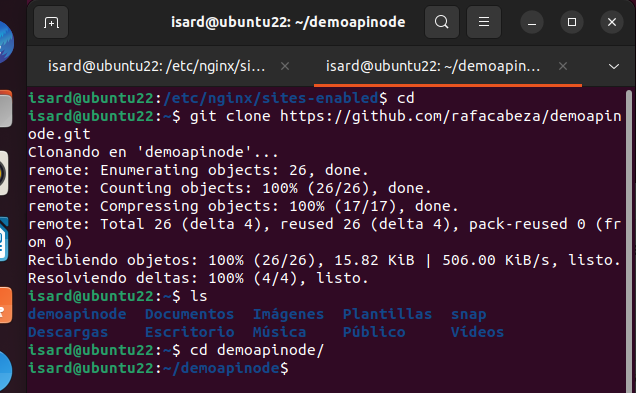 isard@ubuntu22: ~/demoapinode
isard@ubuntu22: /etc/nginx/si...
isard@ubuntu22: ~/demoapin...
isard@ubuntu22:/etc/nginx/sites-enabled$ cd
isard@ubuntu22:~$ git clone https://github.com/rafacabeza/demoapin
ode.git
Clonando en 'demoapinode'...
remote: Enumerating objects: 26, done.
remote: Counting objects: 100% (26/26), done.
remote: Compressing objects: 100% (17/17), done.
remote: Total 26 (delta 4), reused 26 (delta 4), pack-reused 0 (fr
om 0)
Recibiendo objetos: 100% (26/26), 15.82 KiB | 506.00 KiB/s, listo.
Resolviendo deltas: 100% (4/4), listo.
isard@ubuntu22:~$ ls
demoapinode  Documentos  Imágenes  Plantillas  snap
Descargas    Escritorio  Música    Público     Vídeos
isard@ubuntu22:~$ cd demoapinode/
isard@ubuntu22:~/demoapinode$